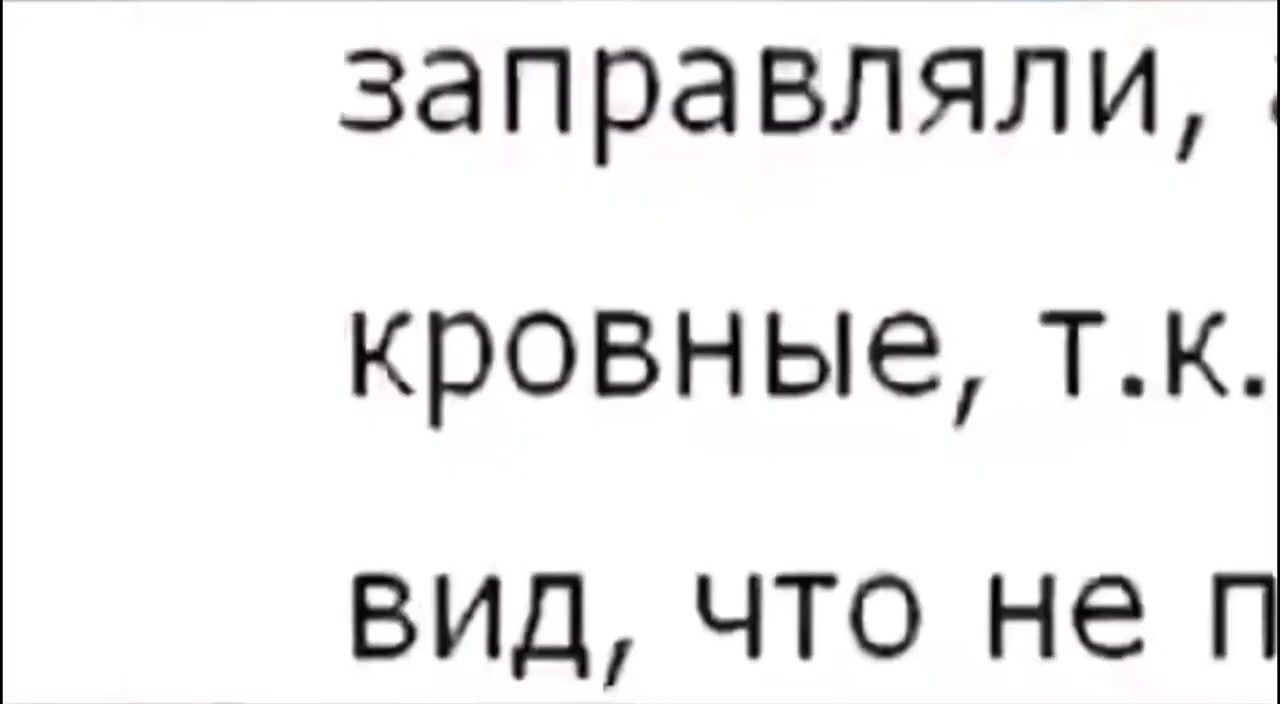 заправляли,
кровные, т.к.
вид, что не